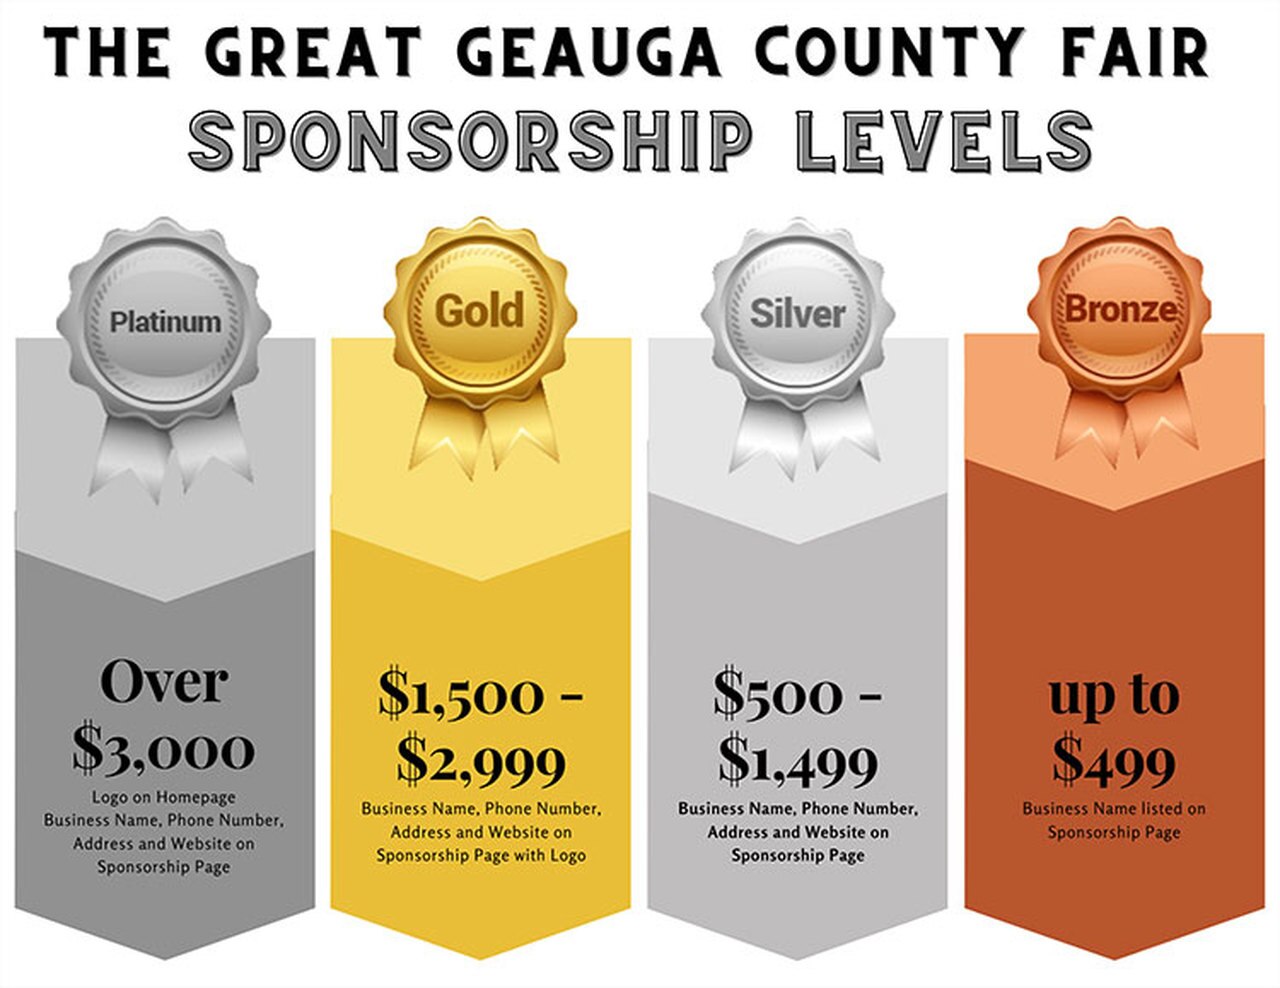 THE GREAT GEAUGA COUNTY FAIR
SPONSORSHIP LEVELS
Platinum
Over
$3,000
Logo on Homepage
Business Name, Phone Number,
Address and Website on
Sponsorship Page
Gold
$1,500 -
$2,999
Business Name, Phone Number,
Address and Website on
Sponsorship Page with Logo
Silver
$500 -
$1,499
Business Name, Phone Number,
Address and Website on
Sponsorship Page
Bronze
up to
$499
Business Name listed on
Sponsorship Page